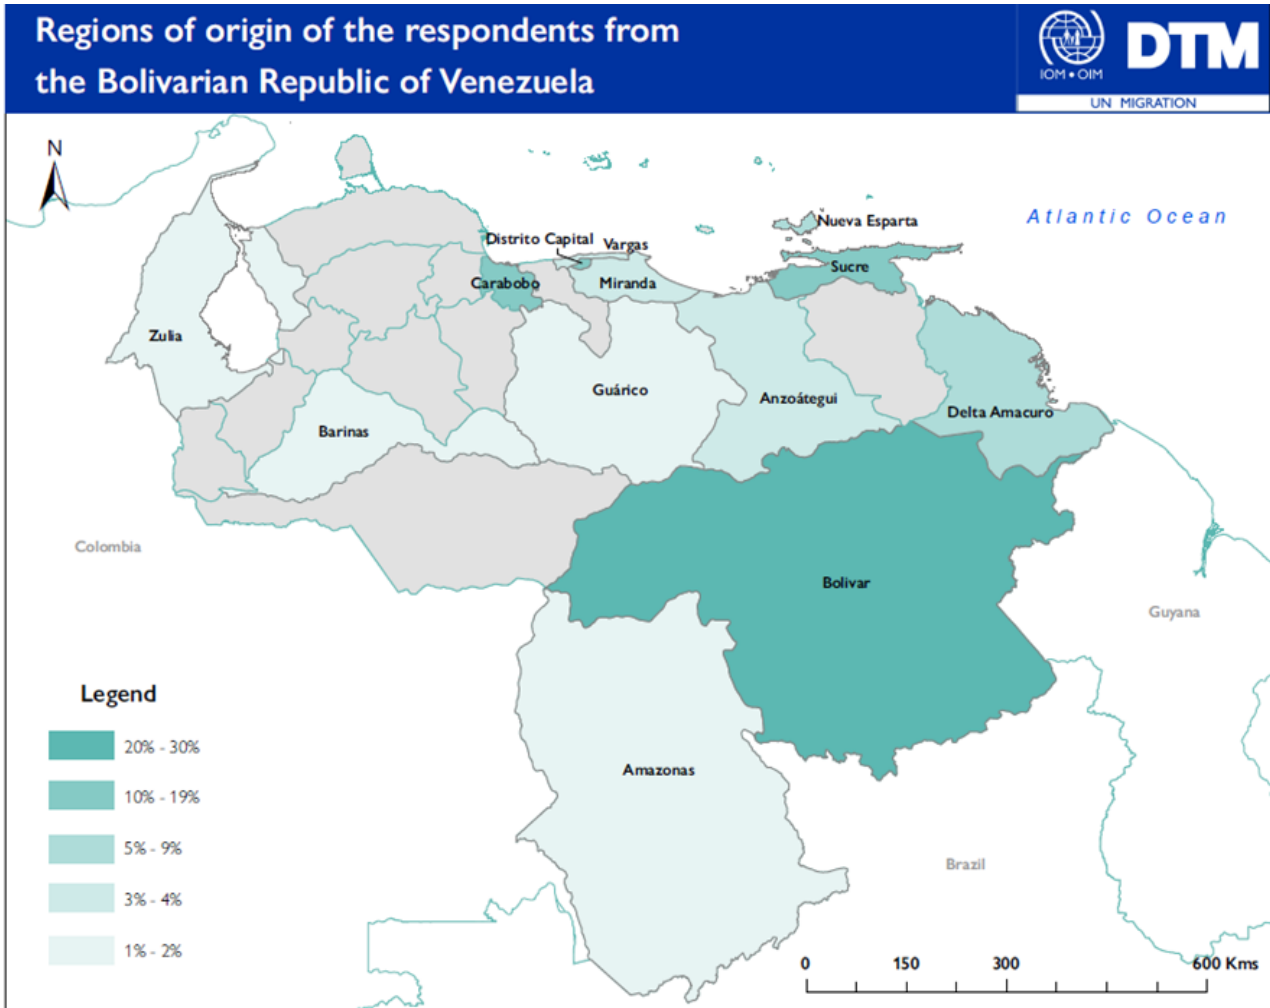 Regions of origin of the respondents from
the Bolivarian Republic of Venezuela
IOM • OIM
DTM
UN MIGRATION
N
Atlantic Ocean
Nueva Esparta
Distrito Capital
Vargas
Sucre
Carabobo
Miranda
Zulia
Guárico
Anzoátegui
Delta Amacuro
Barinas
Colombia
Bolivar
Guyana
Legend
20% - 30%
10% - 19%
5% - 9%
3% - 4%
1% - 2%
Amazonas
Brazil
0 150 300 600 Kms